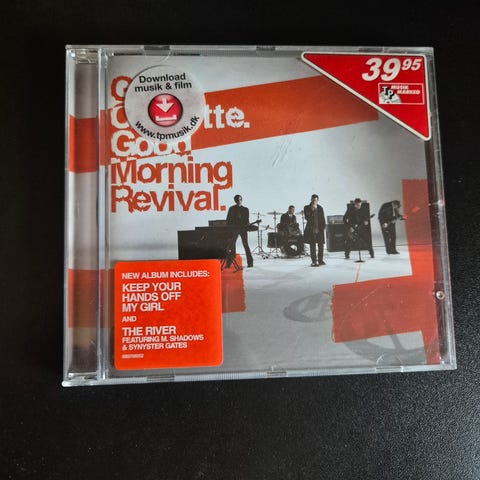 Download
musik & film
www.tpmusik.dk
39.95
TP MUSIK
MARKED
G
C tte.
Good
Morning
Revival.
NEW ALBUM INCLUDES:
KEEP YOUR
HANDS OFF
MY GIRL
AND
THE RIVER
FEATURING M. SHADOWS
& SYNYSTER GATES